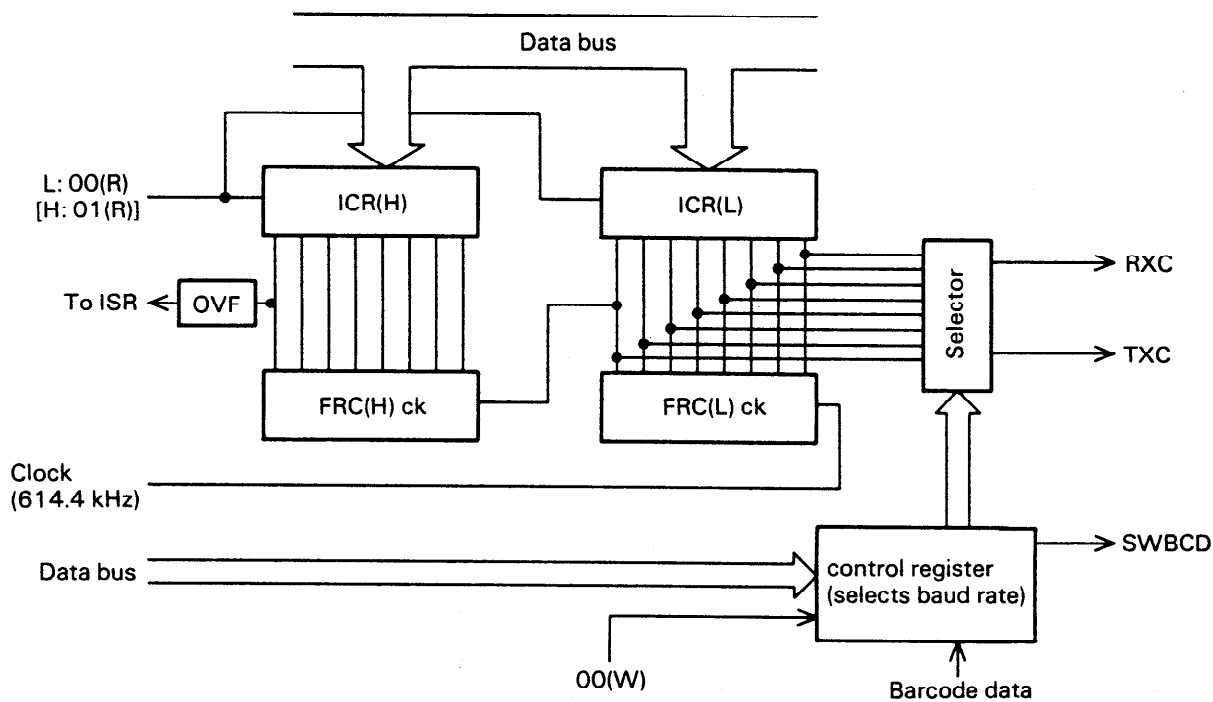 Data bus
L: 00(R)
[H: 01(R)]
ICR(H)
ICR(L)
To ISR
OVF
Selector
RXC
TXC
FRC(H) ck
FRC(L) ck
Clock
(614.4 kHz)
Data bus
control register
(selects baud rate)
SWBCD
00(W)
Barcode data